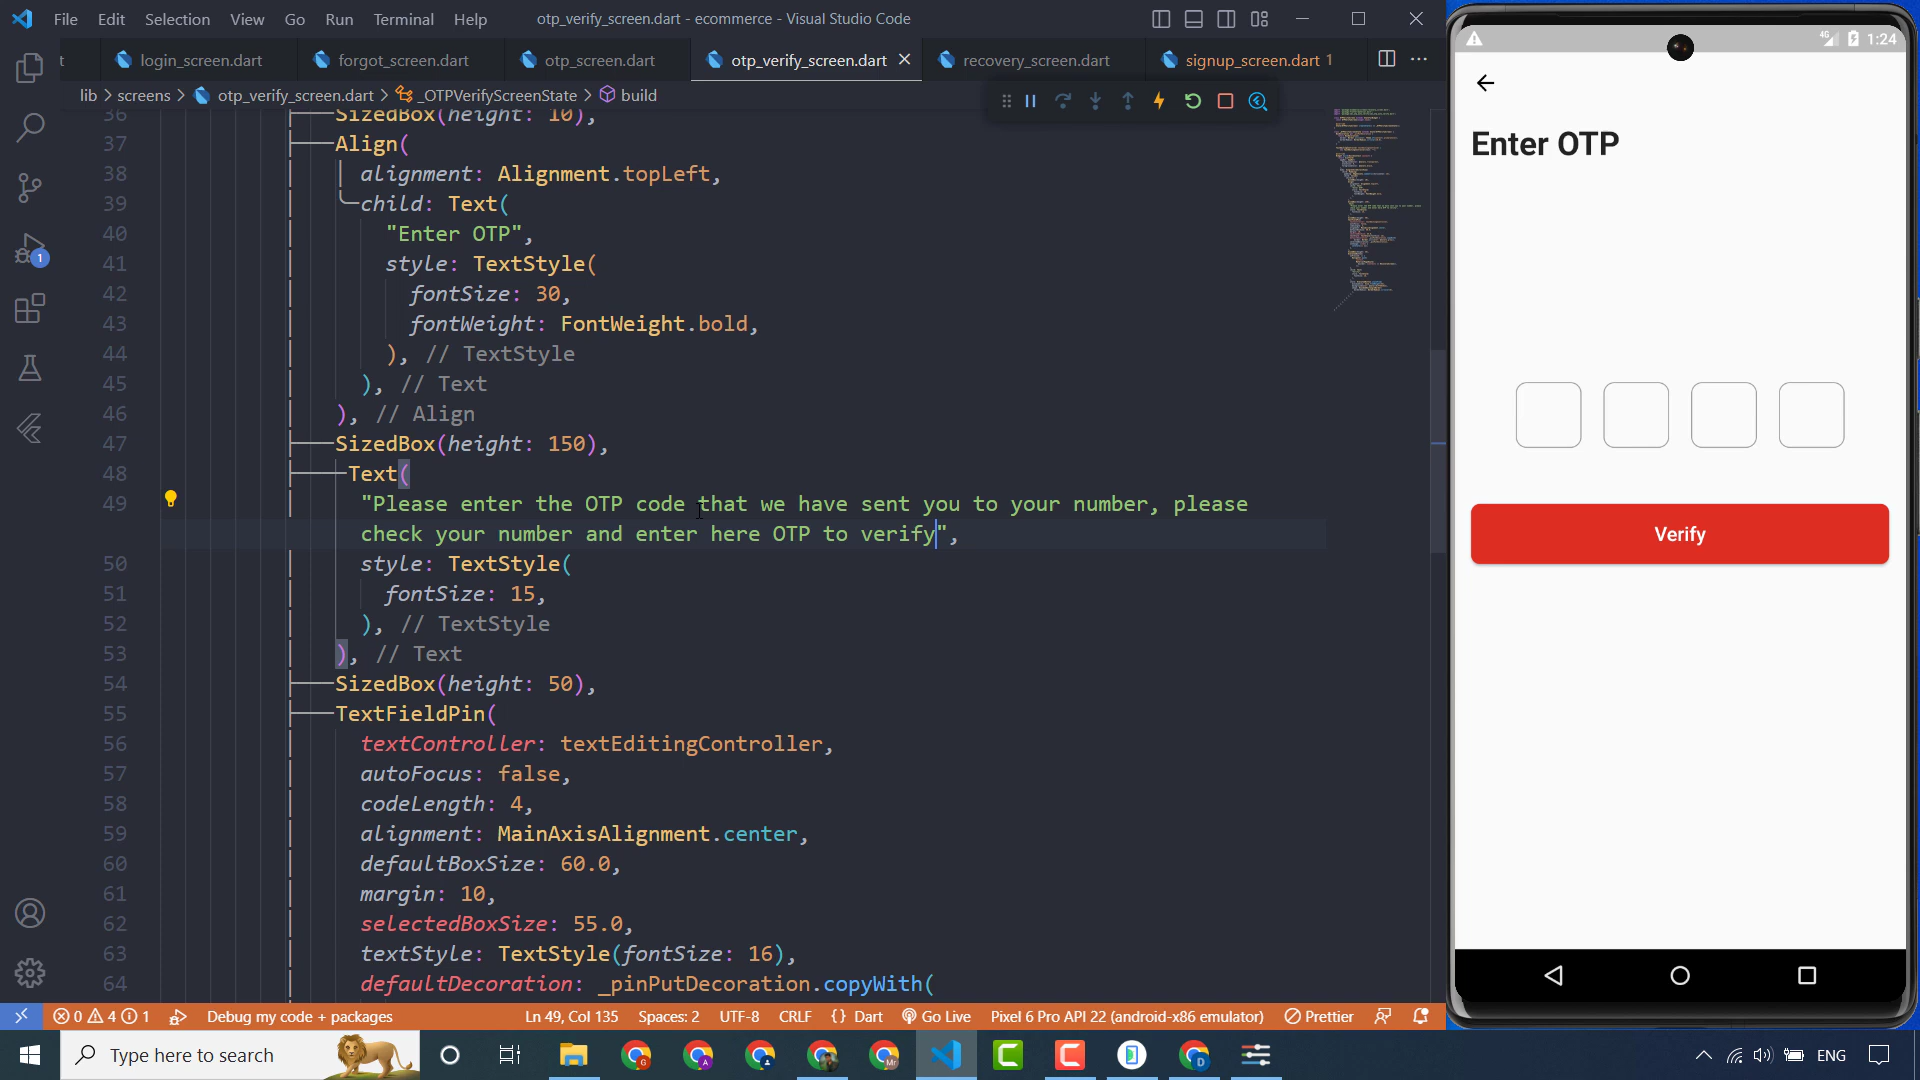 File Edit Selection View Go Run Terminal Help
otp_verify_screen.dart - ecommerce - Visual Studio Code
t login_screen.dart forgot_screen.dart otp_screen.dart otp_verify_screen.dart recovery_screen.dart signup_screen.dart 1
lib > screens > otp_verify_screen.dart > _OTPVerifyScreenState > build
36 SizedBox(height: 10),
37 Align(
38 alignment: Alignment.topLeft,
39 child: Text(
40 "Enter OTP",
41 style: TextStyle(
42 fontSize: 30,
43 fontWeight: FontWeight.bold,
44 ), // TextStyle
45 ), // Text
46 ), // Align
47 SizedBox(height: 150),
48 Text(
49 "Please enter the OTP code that we have sent you to your number, please
check your number and enter here OTP to verify",
50 style: TextStyle(
51 fontSize: 15,
52 ), // TextStyle
53 ), // Text
54 SizedBox(height: 50),
55 TextFieldPin(
56 textController: textEditingController,
57 autoFocus: false,
58 codeLength: 4,
59 alignment: MainAxisAlignment.center,
60 defaultBoxSize: 60.0,
61 margin: 10,
62 selectedBoxSize: 55.0,
63 textStyle: TextStyle(fontSize: 16),
64 defaultDecoration: _pinPutDecoration.copyWith(
1
0 4 1 Debug my code + packages Ln 49, Col 135 Spaces: 2 UTF-8 CRLF {} Dart Go Live Pixel 6 Pro API 22 (android-x86 emulator) Prettier
Type here to search
ENG
4G 1:24
Enter OTP
Verify